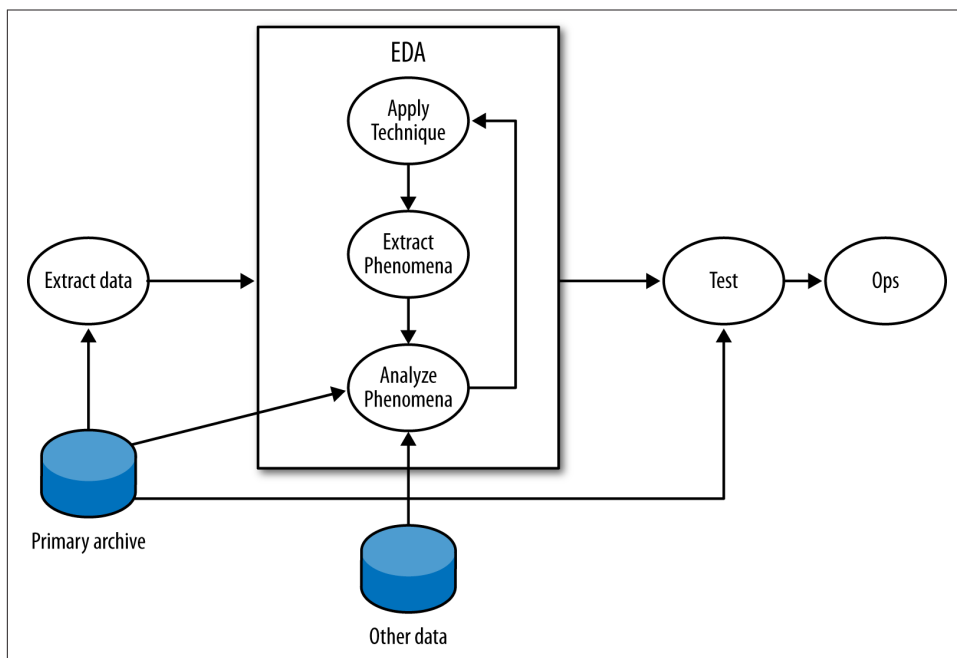 EDA
Apply
Technique
Extract
Phenomena
Extract data
Test
Ops
Analyze
Phenomena
Primary archive
Other data